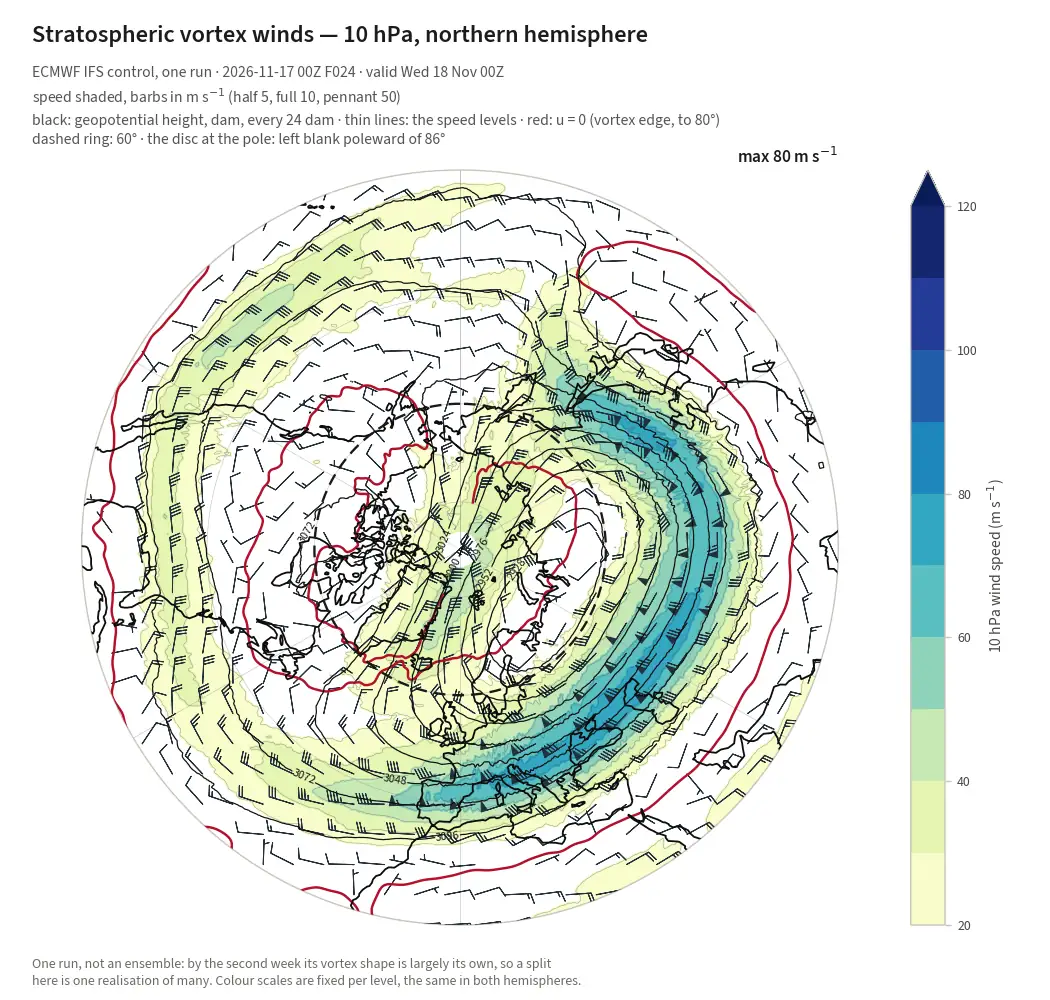 Stratospheric vortex winds — 10 hPa, northern hemisphere
ECMWF IFS control, one run · 2026-11-17 00Z F024 · valid Wed 18 Nov 00Z
speed shaded, barbs in m s⁻¹ (half 5, full 10, pennant 50)
black: geopotential height, dam, every 24 dam · thin lines: the speed levels · red: u = 0 (vortex edge, to 80°)
dashed ring: 60° · the disc at the pole: left blank poleward of 86°
max 80 m s⁻¹
120
100
80
60
40
20
10 hPa wind speed (m s⁻¹)
3072
3072
3048
3096
One run, not an ensemble: by the second week its vortex shape is largely its own, so a split
here is one realisation of many. Colour scales are fixed per level, the same in both hemispheres.